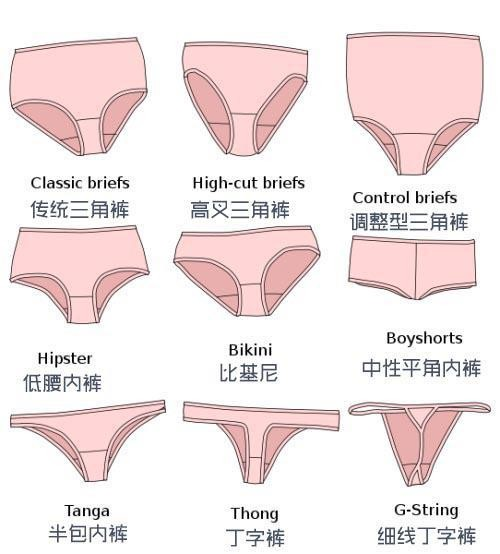 Classic briefs
传统三角裤
High-cut briefs
高叉三角裤
Control briefs
调整型三角裤
Hipster
低腰内裤
Bikini
比基尼
Boyshorts
中性平角内裤
Tanga
半包内裤
Thong
丁字裤
G-String
细线丁字裤